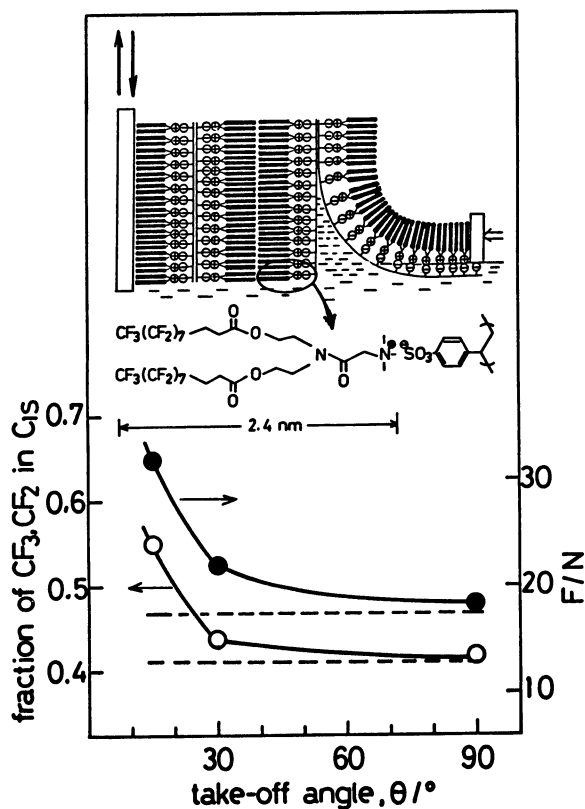 CF₃(CF₂)₇ O O N N SO₃
O O
CF₃(CF₂)₇ O
O
2.4 nm
fraction of CF₃,CF₂ in C₁s
0.7
0.6
0.5
0.4
F/N
30
20
10
30 60 90
take-off angle, θ/°